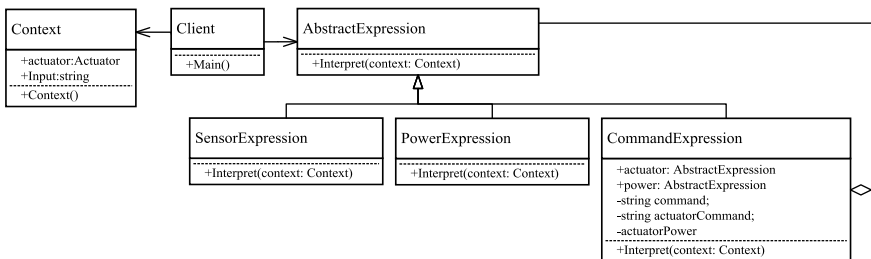 Context
+actuator:Actuator
+Input:string
+Context()
Client
+Main()
AbstractExpression
+Interpret(context: Context)
SensorExpression
+Interpret(context: Context)
PowerExpression
+Interpret(context: Context)
CommandExpression
+actuator: AbstractExpression
+power: AbstractExpression
-string command;
-string actuatorCommand;
-actuatorPower
+Interpret(context: Context)